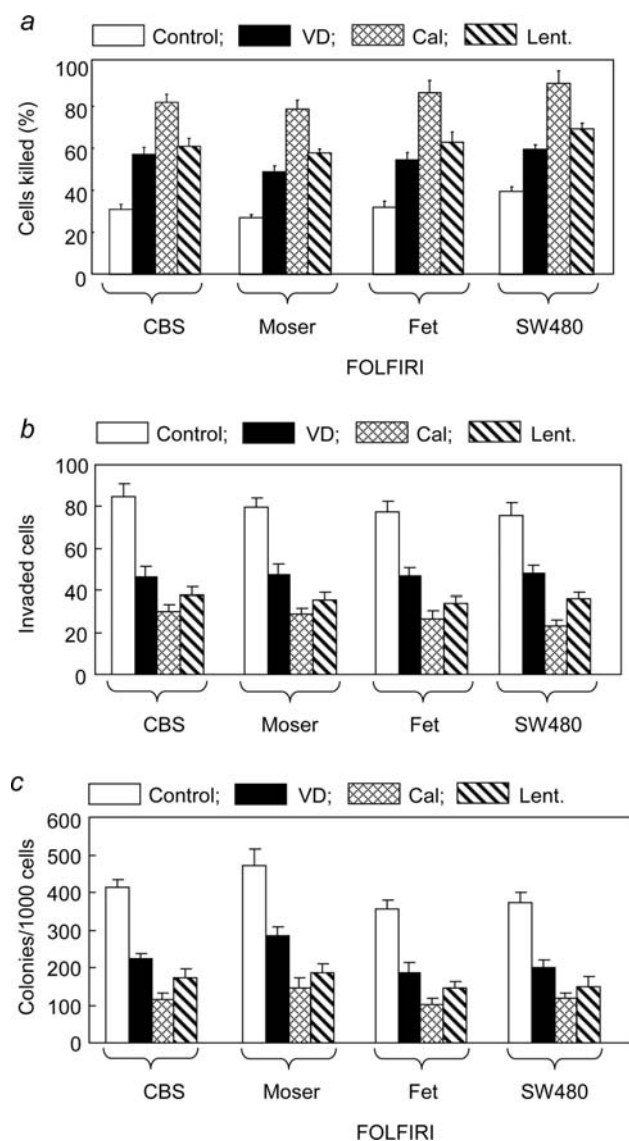 a
Control; VD; Cal; Lent.
100
80
60
40
20
0
Cells killed (%)
CBS Moser Fet SW480
FOLFIRI
b
Control; VD; Cal; Lent.
100
80
60
40
20
0
Invaded cells
CBS Moser Fet SW480
c
Control; VD; Cal; Lent.
600
500
400
300
200
100
0
Colonies/1000 cells
CBS Moser Fet SW480
FOLFIRI